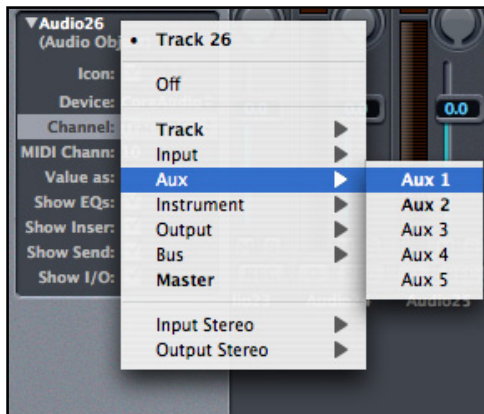 ▼Audio26
(Audio Obj
Icon:
Device:
Channel:
MIDI Chann:
Value as:
Show EQs:
Show Inser:
Show Send:
Show I/O:
• Track 26
Off
Track
Input
Aux
Instrument
Output
Bus
Master
Input Stereo
Output Stereo
Aux 1
Aux 2
Aux 3
Aux 4
Aux 5
0.0
Audio25